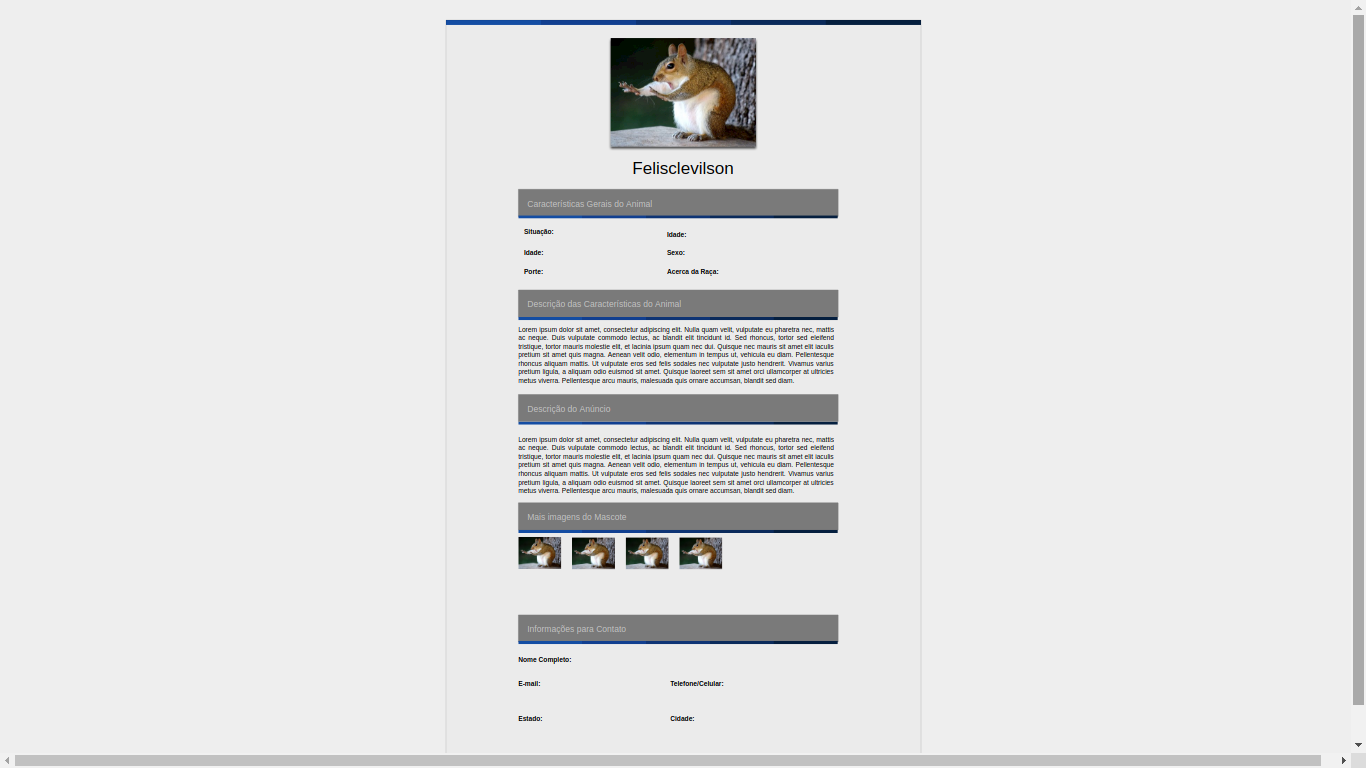 Felisclevilson
Características Gerais do Animal
Situação:
Idade:
Idade:
Sexo:
Porte:
Acerca da Raça:
Descrição das Características do Animal
Lorem ipsum dolor sit amet, consectetur adipiscing elit. Nulla quam velit, vulputate eu pharetra nec, mattis
ac neque. Duis vulputate commodo lectus, ac blandit elit tincidunt id. Sed rhoncus, tortor sed eleifend
tristique, tortor mauris molestie elit, et lacinia ipsum quam nec dui. Quisque nec mauris sit amet elit iaculis
pretium sit amet quis magna. Aenean velit odio, elementum in tempus ut, vehicula eu diam. Pellentesque
rhoncus aliquam mattis. Ut vulputate eros sed felis sodales nec vulputate justo hendrerit. Vivamus varius
pretium ligula, a aliquam odio euismod sit amet. Quisque laoreet sem sit amet orci ullamcorper at ultricies
metus viverra. Pellentesque arcu mauris, malesuada quis ornare accumsan, blandit sed diam.
Descrição do Anúncio
Lorem ipsum dolor sit amet, consectetur adipiscing elit. Nulla quam velit, vulputate eu pharetra nec, mattis
ac neque. Duis vulputate commodo lectus, ac blandit elit tincidunt id. Sed rhoncus, tortor sed eleifend
tristique, tortor mauris molestie elit, et lacinia ipsum quam nec dui. Quisque nec mauris sit amet elit iaculis
pretium sit amet quis magna. Aenean velit odio, elementum in tempus ut, vehicula eu diam. Pellentesque
rhoncus aliquam mattis. Ut vulputate eros sed felis sodales nec vulputate justo hendrerit. Vivamus varius
pretium ligula, a aliquam odio euismod sit amet. Quisque laoreet sem sit amet orci ullamcorper at ultricies
metus viverra. Pellentesque arcu mauris, malesuada quis ornare accumsan, blandit sed diam.
Mais imagens do Mascote
Informações para Contato
Nome Completo:
E-mail:
Telefone/Celular:
Estado:
Cidade: